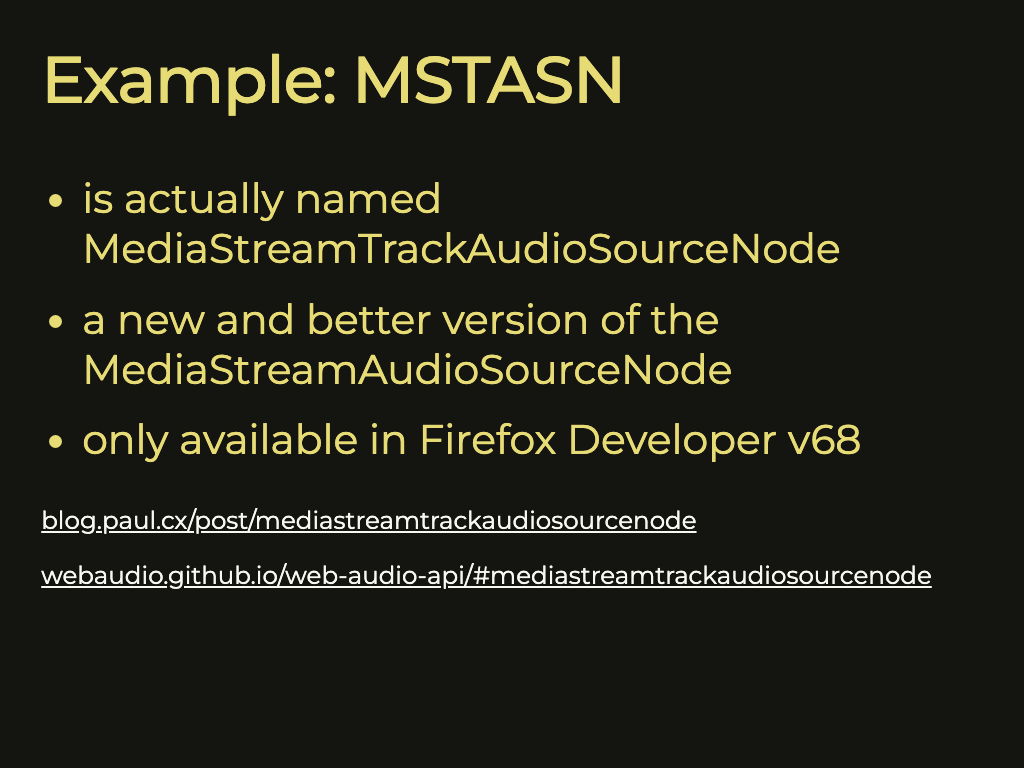 Example: MSTASN
• is actually named
MediaStreamTrackAudioSourceNode
• a new and better version of the
MediaStreamAudioSourceNode
• only available in Firefox Developer v68
blog.paul.cx/post/mediastreamtrackaudiosourcenode
webaudio.github.io/web-audio-api/#mediastreamtrackaudiosourcenode